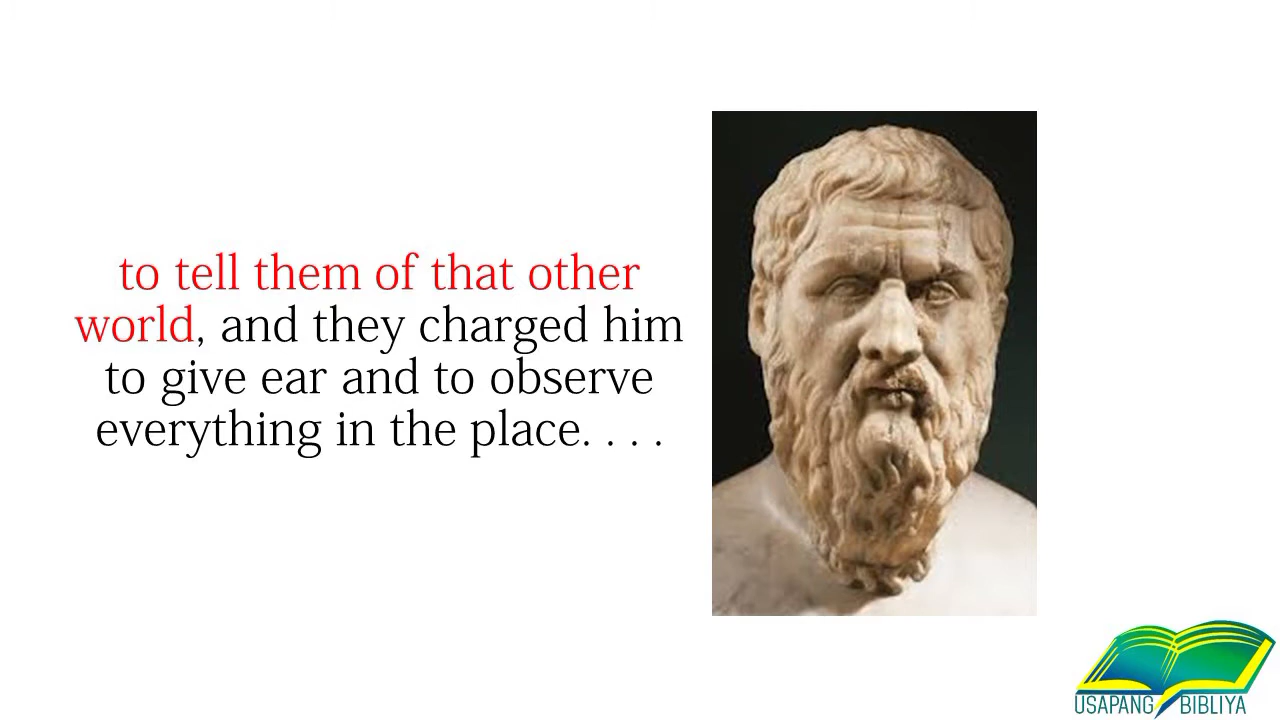 to tell them of that other
world, and they charged him
to give ear and to observe
everything in the place. . . .
USAPANG BIBLIYA